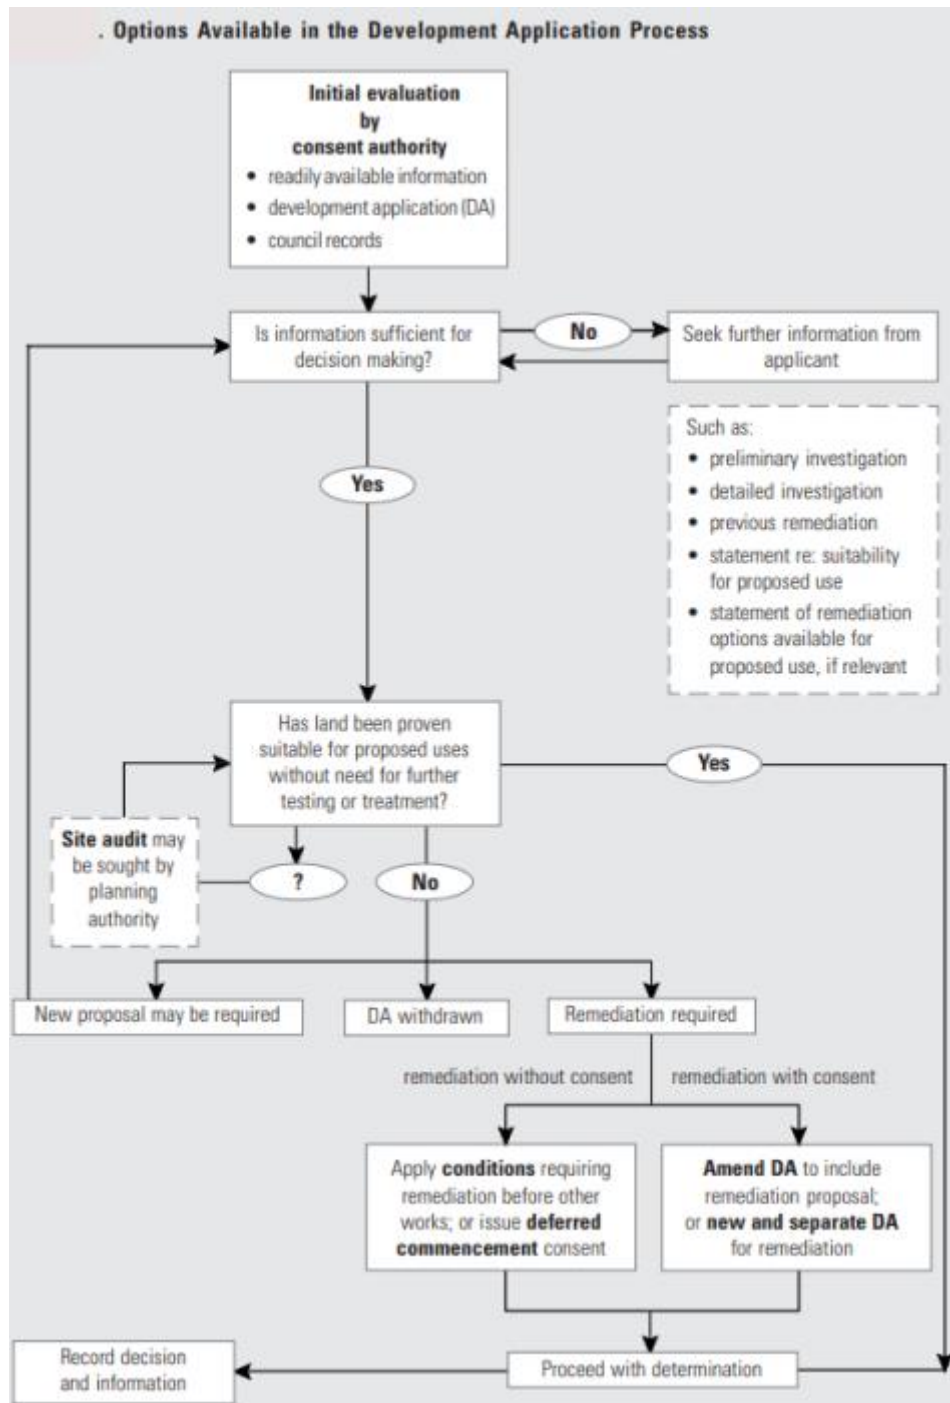 . Options Available in the Development Application Process
Initial evaluation
by
consent authority
• readily available information
• development application (DA)
• council records
Is information sufficient for
decision making?
No
Seek further information from
applicant
Such as:
• preliminary investigation
• detailed investigation
• previous remediation
• statement re: suitability
for proposed use
• statement of remediation
options available for
proposed use, if relevant
Yes
Has land been proven
suitable for proposed uses
without need for further
testing or treatment?
Yes
Site audit may
be sought by
planning
authority
?
No
New proposal may be required
DA withdrawn
Remediation required
remediation without consent
remediation with consent
Apply conditions requiring
remediation before other
works; or issue deferred
commencement consent
Amend DA to include
remediation proposal;
or new and separate DA
for remediation
Record decision
and information
Proceed with determination